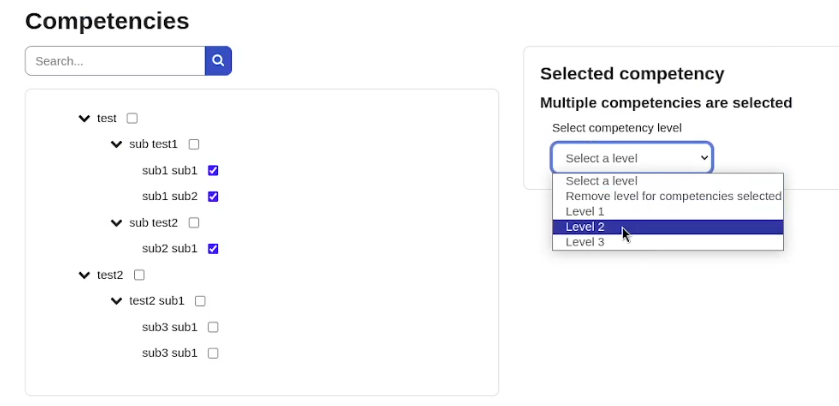 Competencies
Search...
test
sub test1
sub1 sub1
sub1 sub2
sub test2
sub2 sub1
test2
test2 sub1
sub3 sub1
sub3 sub1
Selected competency
Multiple competencies are selected
Select competency level
Select a level
Select a level
Remove level for competencies selected
Level 1
Level 2
Level 3